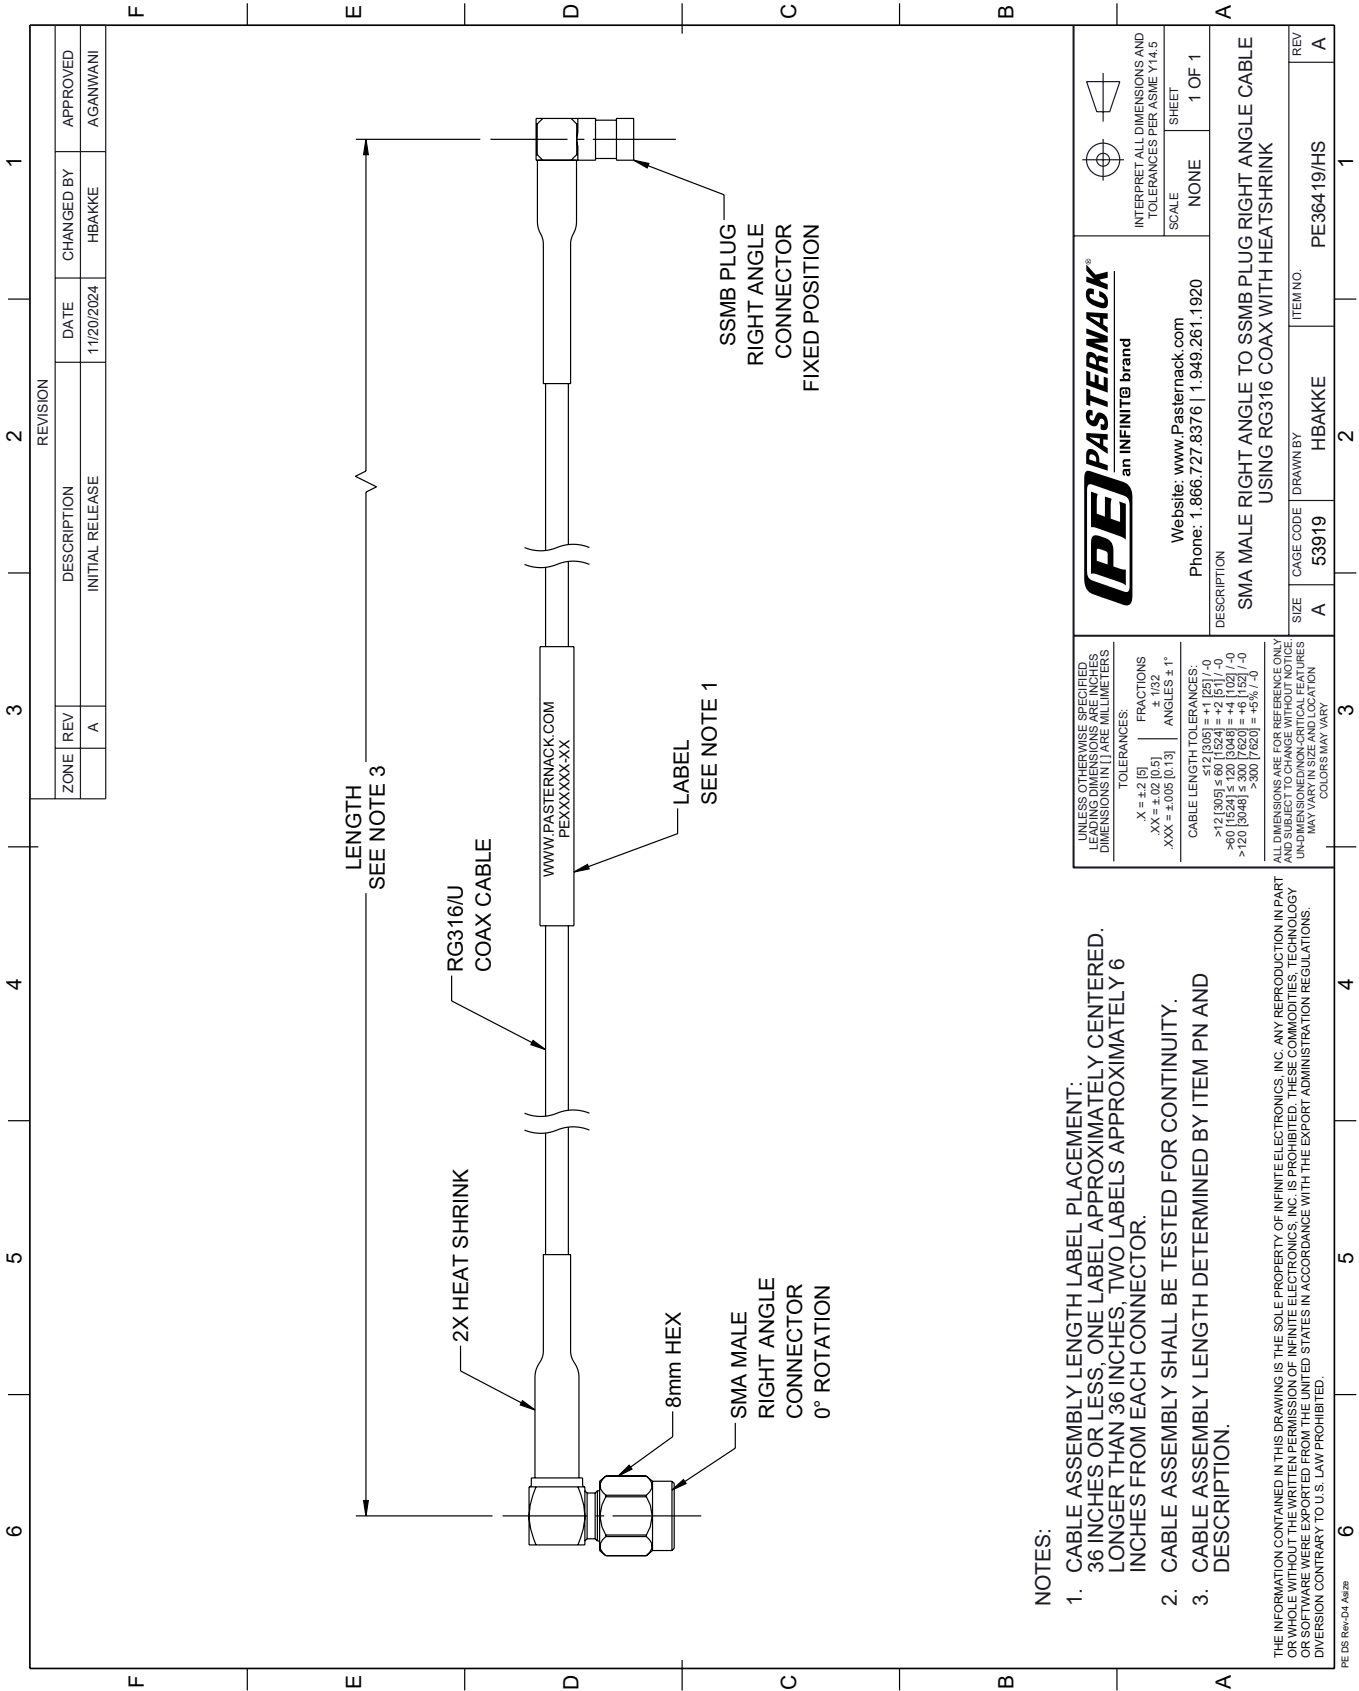 6
5
4
3
2
1
F
E
D
C
B
A
REVISION
ZONE REV DESCRIPTION DATE CHANGED BY APPROVED
A INITIAL RELEASE 11/20/2024 HBAKKE AGANWANI
LENGTH
SEE NOTE 3
2X HEAT SHRINK
RG316/U
COAX CABLE
WWW.PASTERNACK.COM
PEXXXXXX-XX
LABEL
SEE NOTE 1
8mm HEX
SMA MALE
RIGHT ANGLE
CONNECTOR
0° ROTATION
SSMB PLUG
RIGHT ANGLE
CONNECTOR
FIXED POSITION
NOTES:
1. CABLE ASSEMBLY LENGTH LABEL PLACEMENT:
36 INCHES OR LESS, ONE LABEL APPROXIMATELY CENTERED.
LONGER THAN 36 INCHES, TWO LABELS APPROXIMATELY 6
INCHES FROM EACH CONNECTOR.
2. CABLE ASSEMBLY SHALL BE TESTED FOR CONTINUITY.
3. CABLE ASSEMBLY LENGTH DETERMINED BY ITEM PN AND
DESCRIPTION.
THE INFORMATION CONTAINED IN THIS DRAWING IS THE SOLE PROPERTY OF INFINITE ELECTRONICS, INC. ANY REPRODUCTION IN PART
OR WHOLE WITHOUT THE WRITTEN PERMISSION OF INFINITE ELECTRONICS, INC. IS PROHIBITED. THESE COMMODITIES, TECHNOLOGY
OR SOFTWARE WERE EXPORTED FROM THE UNITED STATES IN ACCORDANCE WITH THE EXPORT ADMINISTRATION REGULATIONS.
DIVERSION CONTRARY TO U.S. LAW PROHIBITED.
UNLESS OTHERWISE SPECIFIED
LEADING DIMENSIONS ARE INCHES
DIMENSIONS IN [ ] ARE MILLIMETERS
TOLERANCES:
.X = ±.2 [5]
.XX = ±.02 [0.5]
.XXX = ±.005 [0.13]
FRACTIONS
± 1/32
ANGLES ± 1°
CABLE LENGTH TOLERANCES:
≤12 [305] = +1 [25] / -0
>12 [305] ≤ 60 [1524] = +2 [51] / -0
>60 [1524] ≤ 120 [3048] = +4 [102] / -0
>120 [3048] ≤ 300 [7620] = +6 [152] / -0
>300 [7620] = +5% / -0
ALL DIMENSIONS ARE FOR REFERENCE ONLY
AND SUBJECT TO CHANGE WITHOUT NOTICE.
UN-DIMENSIONED/NON-CRITICAL FEATURES
MAY VARY IN SIZE AND LOCATION
COLORS MAY VARY
PE PASTERNACK®
an INFINIT@ brand
Website: www.Pasternack.com
Phone: 1.866.727.8376 | 1.949.261.1920
INTERPRET ALL DIMENSIONS AND
TOLERANCES PER ASME Y14.5
SCALE
NONE
SHEET
1 OF 1
DESCRIPTION
SMA MALE RIGHT ANGLE TO SSMB PLUG RIGHT ANGLE CABLE
USING RG316 COAX WITH HEATSHRINK
SIZE
A
CAGE CODE
53919
DRAWN BY
HBAKKE
ITEM NO.
PE36419/HS
REV
A
F
E
D
C
B
A
6
5
4
3
2
1
PE DS Rev-D4 Asize